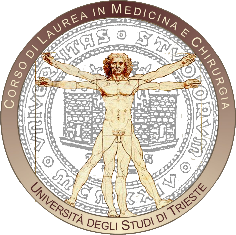 CORSO DI LAUREA IN MEDICINA E CHIRURGIA
UNIVERSITÀ DEGLI STUDI DI TRIESTE